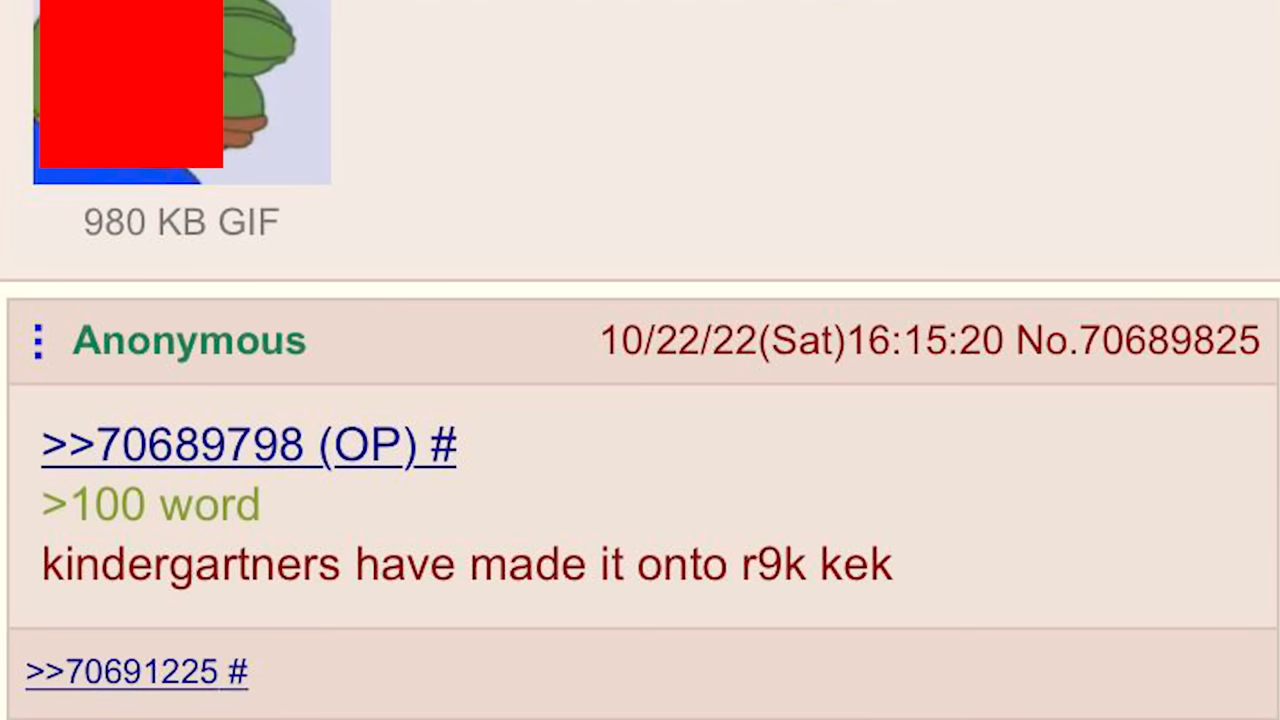 980 KB GIF
Anonymous 10/22/22(Sat)16:15:20 No.70689825
>>70689798 (OP) #
>100 word
kindergartners have made it onto r9k kek
>>70691225 #